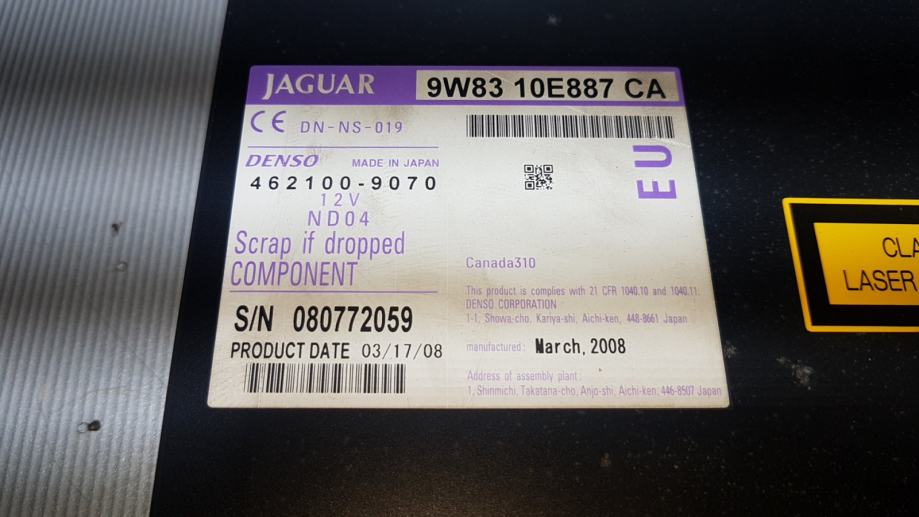 JAGUAR 9W83 10E887 CA
CE DN-NS-019
DENSO MADE IN JAPAN
462100-9070
12V
ND04
Scrap if dropped
COMPONENT
S/N 080772059
PRODUCT DATE 03/17/08
EU
Canada310
This product is complies with 21 CFR 1040.10 and 1040.11.
DENSO CORPORATION
1-1, Showa-cho, Kariya-shi, Aichi-ken, 448-8661 Japan
manufactured: March, 2008
Address of assembly plant:
1, Shinmichi, Takatana-cho, Anjo-shi, Aichi-ken, 446-8507 Japan
CLA
LASER